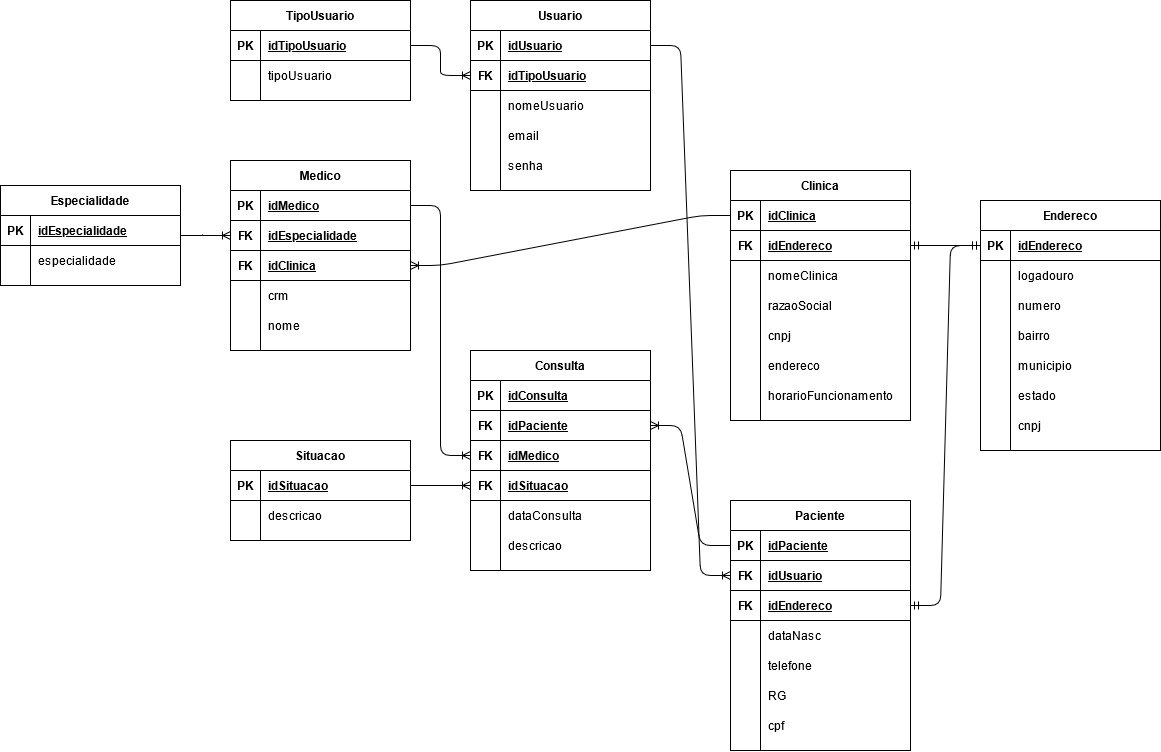 TipoUsuario
PK idTipoUsuario
tipoUsuario
Usuario
PK idUsuario
FK idTipoUsuario
nomeUsuario
email
senha
Especialidade
PK idEspecialidade
especialidade
Medico
PK idMedico
FK idEspecialidade
FK idClinica
crm
nome
Clinica
PK idClinica
FK idEndereco
nomeClinica
razaoSocial
cnpj
endereco
horarioFuncionamento
Endereco
PK idEndereco
logadouro
numero
bairro
municipio
estado
cnpj
Situacao
PK idSituacao
descricao
Consulta
PK idConsulta
FK idPaciente
FK idMedico
FK idSituacao
dataConsulta
descricao
Paciente
PK idPaciente
FK idUsuario
FK idEndereco
dataNasc
telefone
RG
cpf